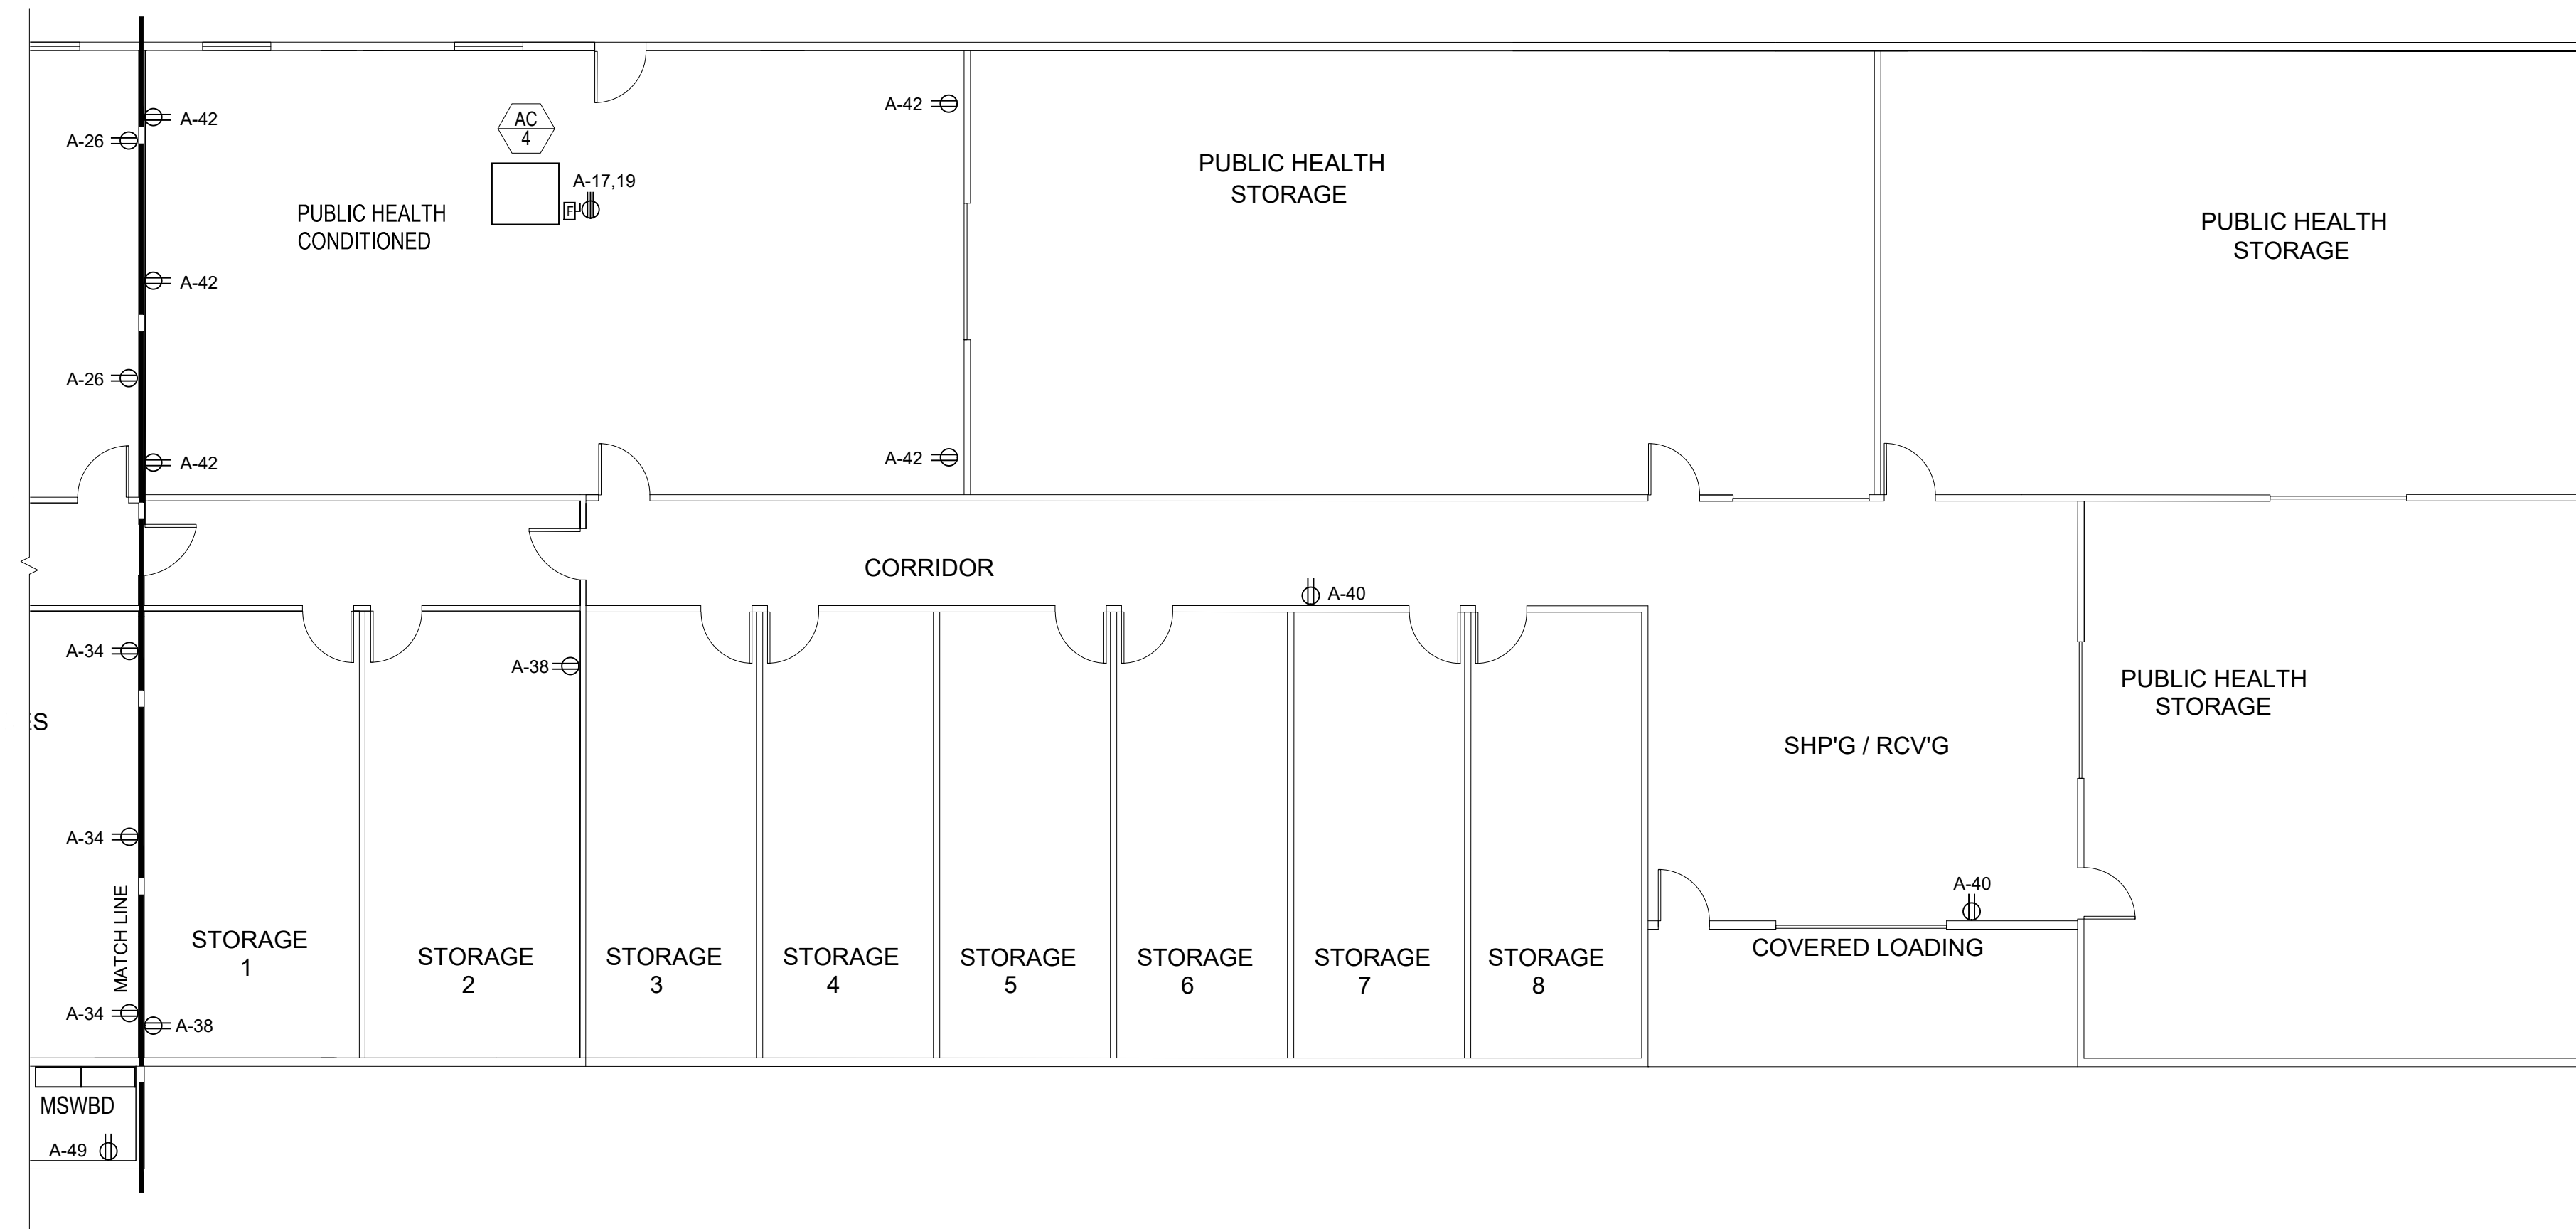 A-42
A-26
AC
4
A-17,19
A-42
PUBLIC HEALTH
STORAGE
PUBLIC HEALTH
CONDITIONED
F
PUBLIC HEALTH
STORAGE
A-42
A-26
A-42
A-42
CORRIDOR
A-40
A-34
A-38
ES
PUBLIC HEALTH
STORAGE
SHP'G / RCV'G
A-34
MATCH LINE
A-40
STORAGE
1
STORAGE
2
STORAGE
3
STORAGE
4
STORAGE
5
STORAGE
6
STORAGE
7
STORAGE
8
COVERED LOADING
A-34
A-38
MSWBD
A-49